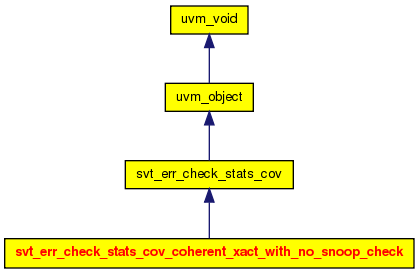 uvm_void
uvm_object
svt_err_check_stats_cov
svt_err_check_stats_cov_coherent_xact_with_no_snoop_check